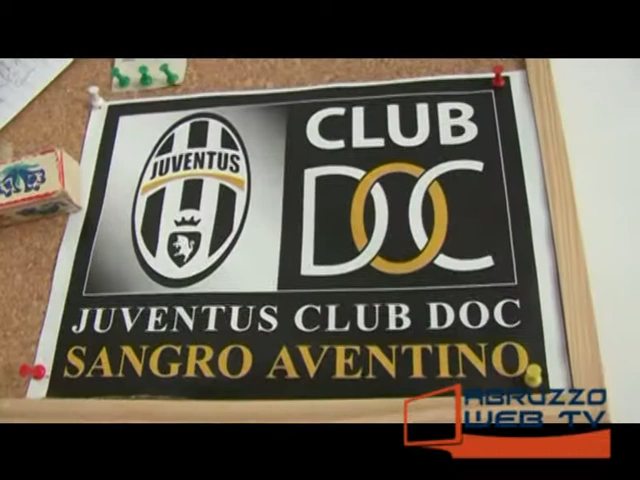 JUVENTUS
CLUB
DOC
JUVENTUS CLUB DOC
SANGRO AVENTINO
ABRUZZO
WEB TV